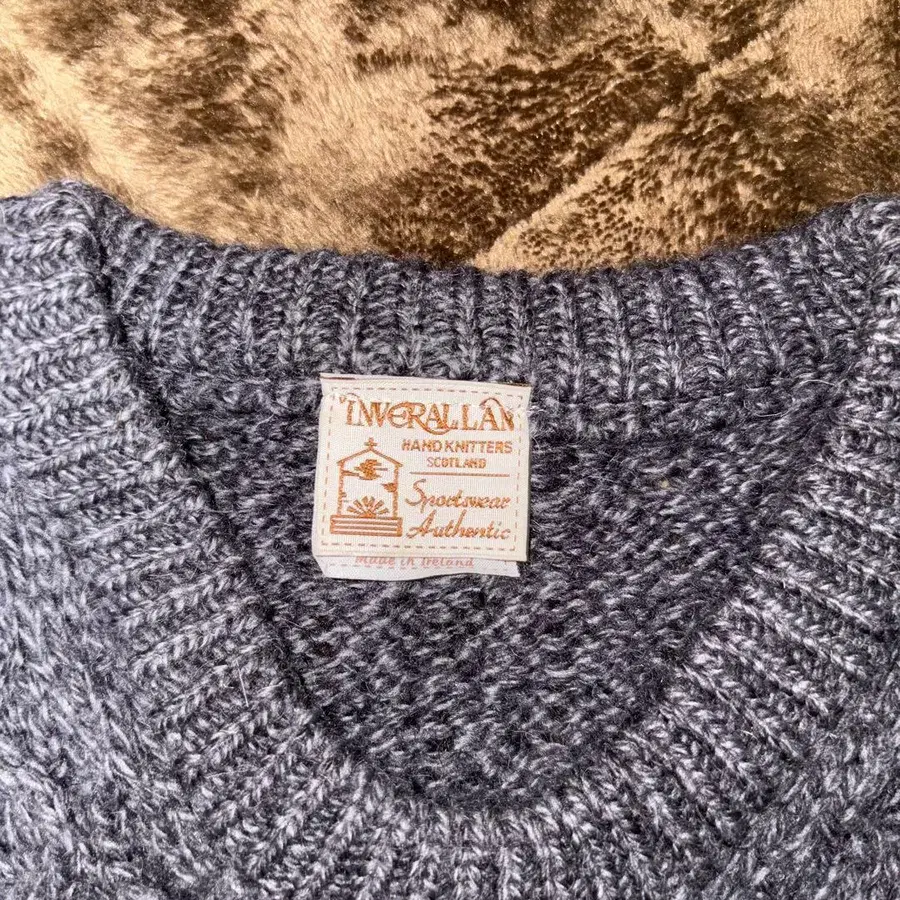 INVERALLAN
HAND KNITTERS
SCOTLAND
Sportswear
Authentic
Made in Ireland